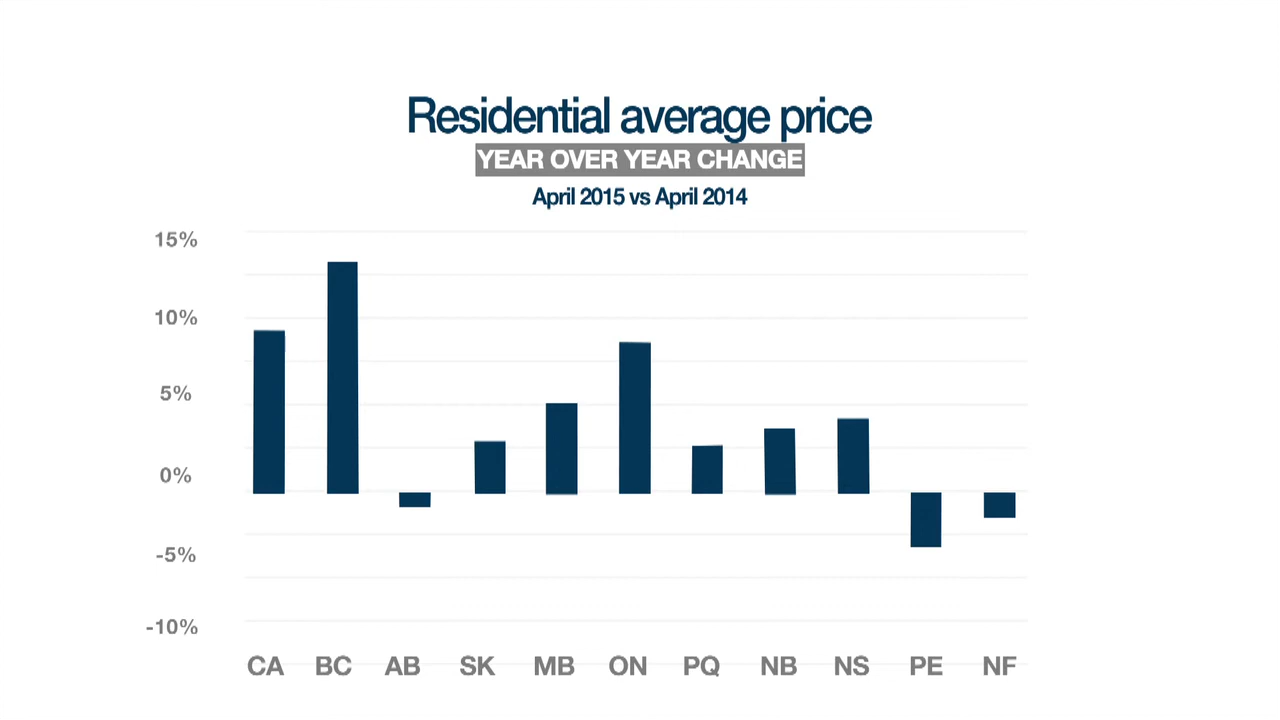 Residential average price
YEAR OVER YEAR CHANGE
April 2015 vs April 2014
15%
10%
5%
0%
-5%
-10%
CA BC AB SK MB ON PQ NB NS PE NF